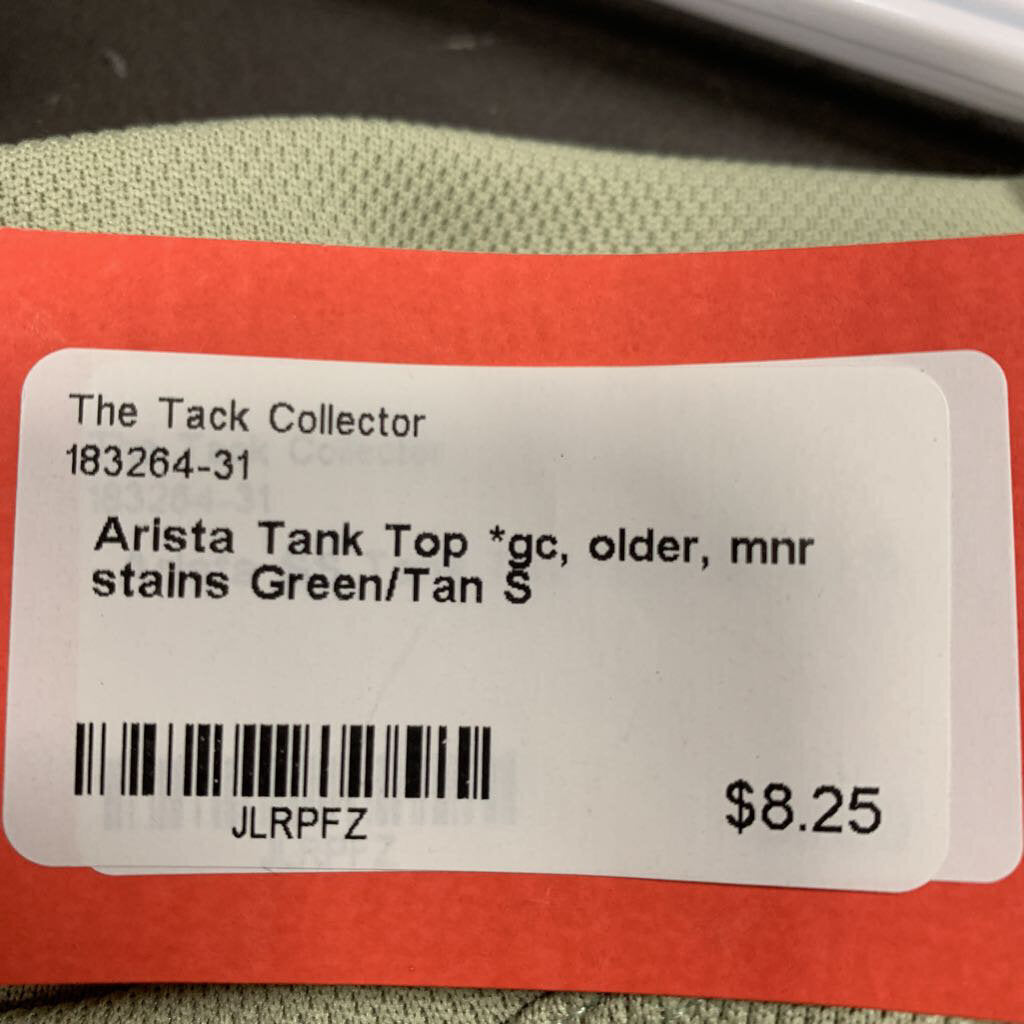 The Tack Collector
183264-31
Arista Tank Top *gc, older, mnr
stains Green/Tan S
JLRPFZ
$8.25